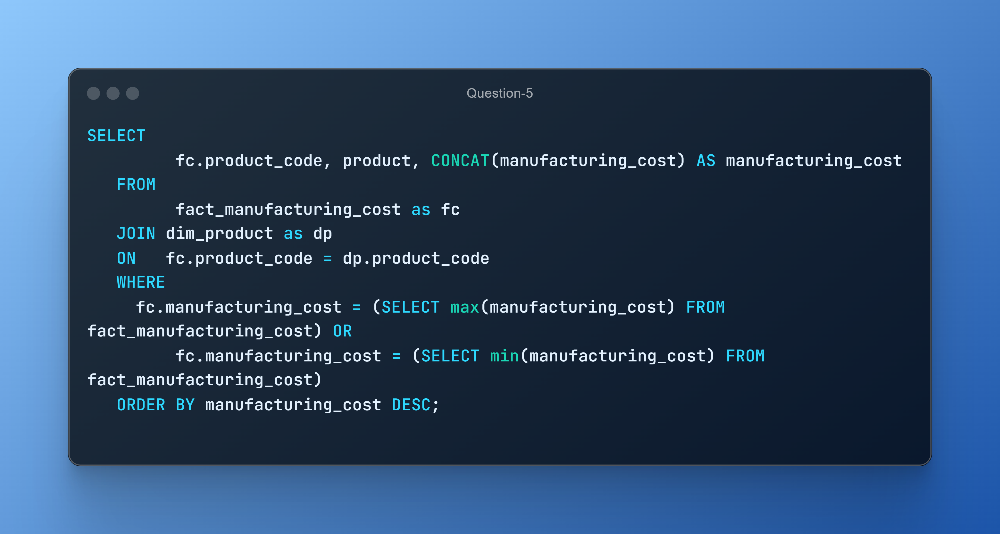 Question-5
SELECT
fc.product_code, product, CONCAT(manufacturing_cost) AS manufacturing_cost
FROM
fact_manufacturing_cost as fc
JOIN dim_product as dp
ON   fc.product_code = dp.product_code
WHERE
fc.manufacturing_cost = (SELECT max(manufacturing_cost) FROM
fact_manufacturing_cost) OR
fc.manufacturing_cost = (SELECT min(manufacturing_cost) FROM
fact_manufacturing_cost)
ORDER BY manufacturing_cost DESC;